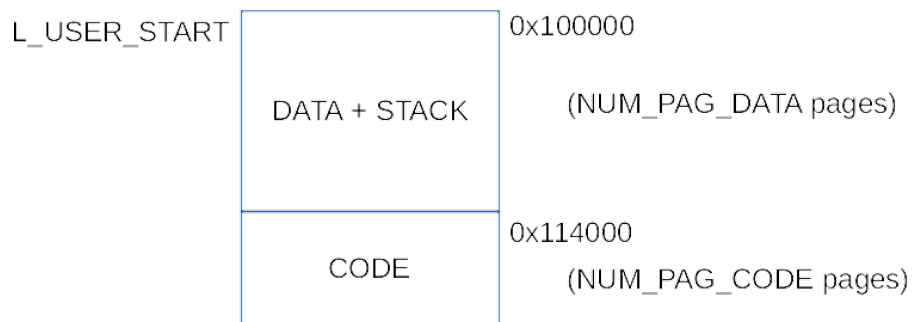 L_USER_START
0x100000
DATA + STACK
(NUM_PAG_DATA pages)
0x114000
CODE
(NUM_PAG_CODE pages)